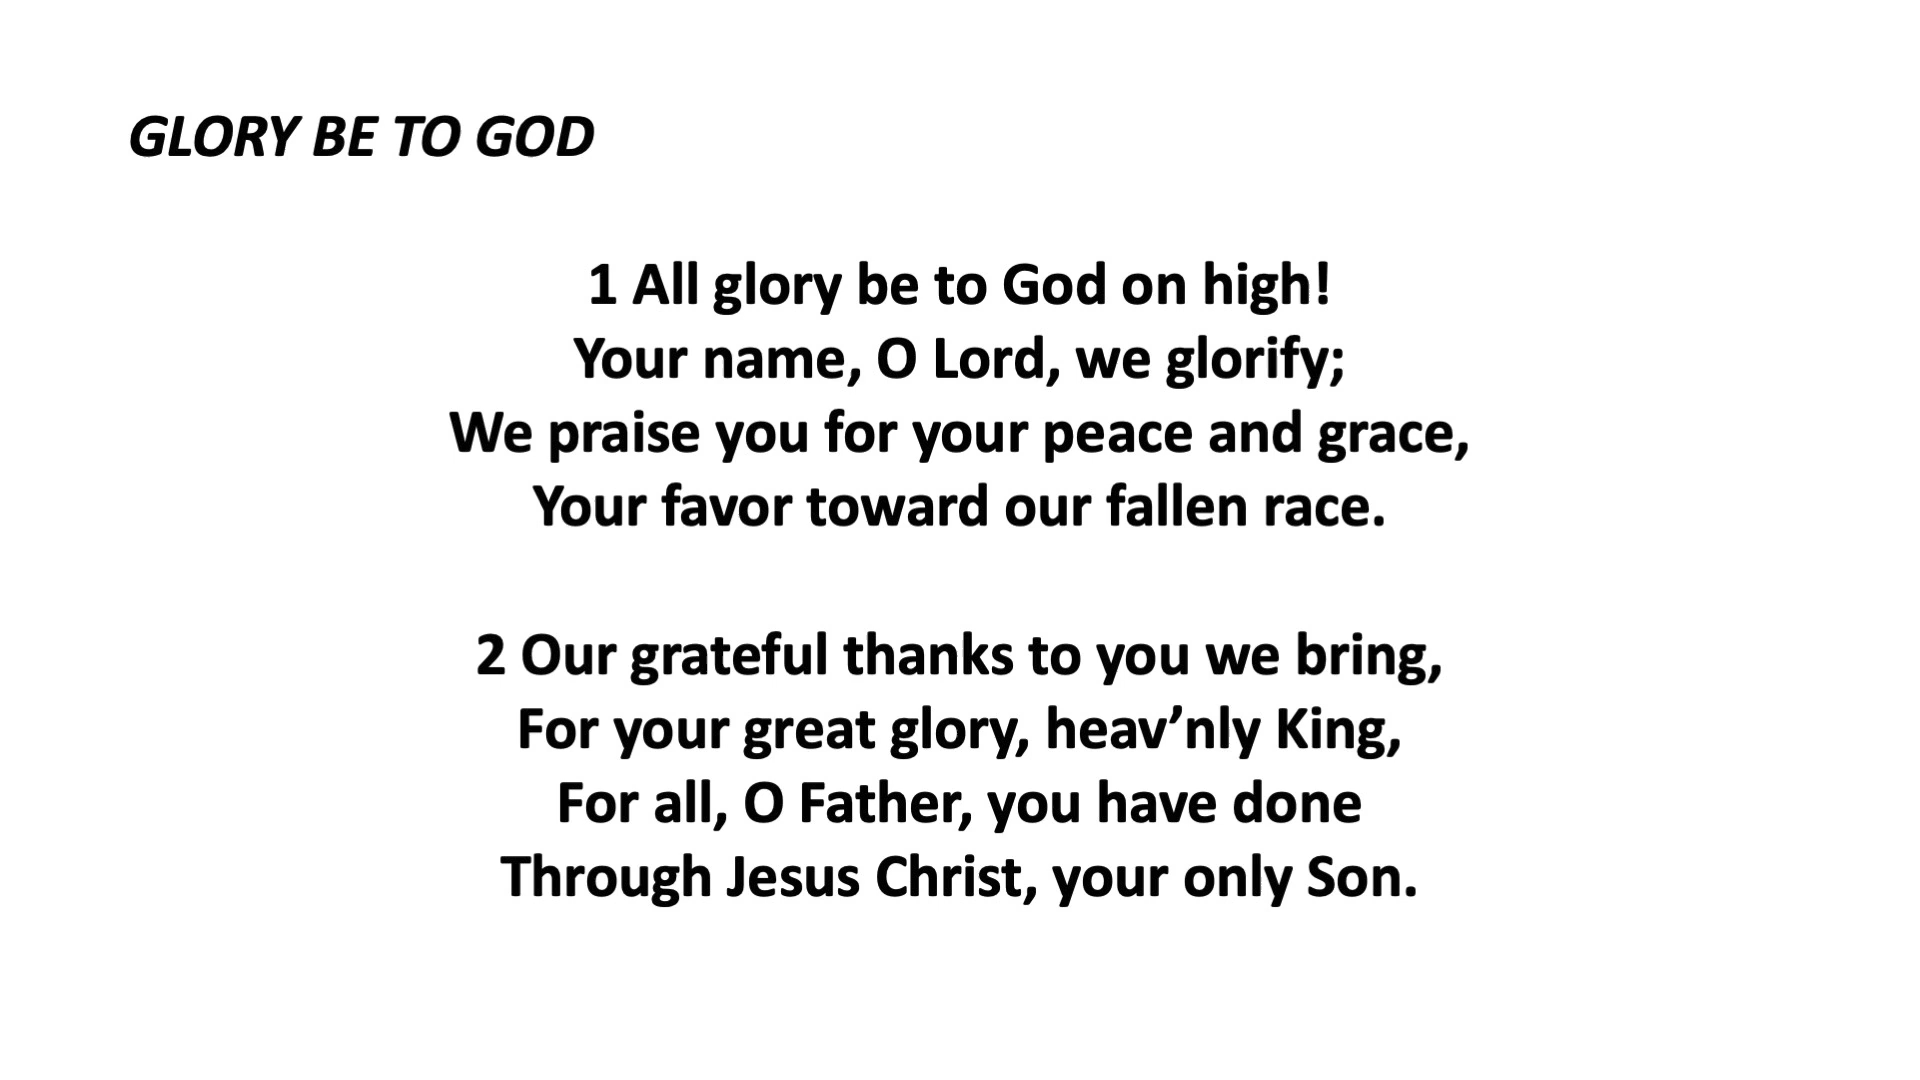 GLORY BE TO GOD
1 All glory be to God on high!
Your name, O Lord, we glorify;
We praise you for your peace and grace,
Your favor toward our fallen race.
2 Our grateful thanks to you we bring,
For your great glory, heav’nly King,
For all, O Father, you have done
Through Jesus Christ, your only Son.